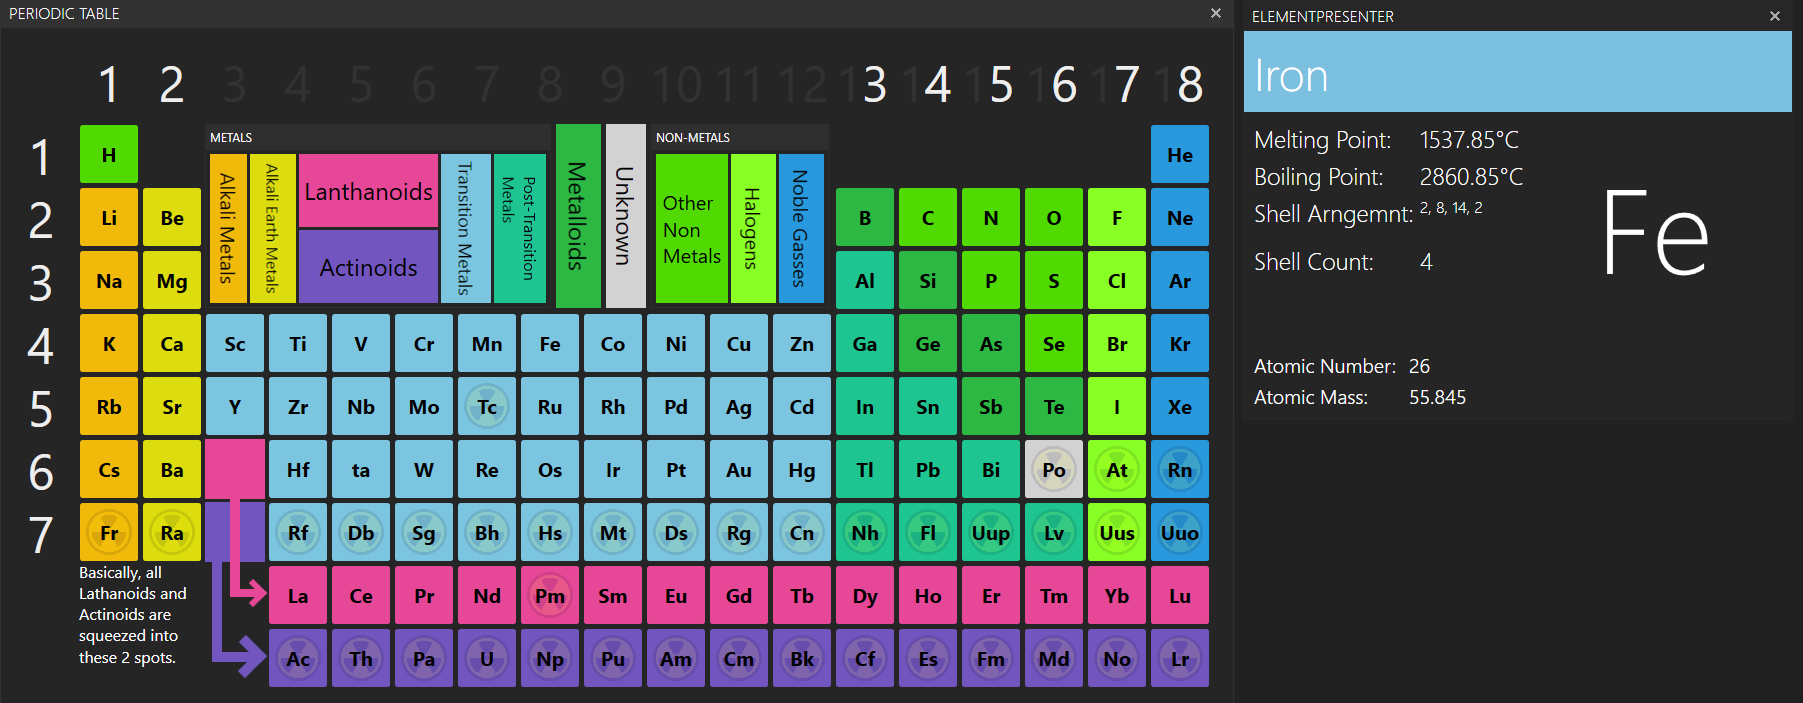 PERIODIC TABLE
1 2 3 4 5 6 7 8 9 10 11 12 13 14 15 16 17 18
1 H He
METALS
Alkali Metals
Alkali Earth Metals
Lanthanoids
Actinoids
Transition Metals
Post-Transition
Metals
Metalloids
Unknown
NON-METALS
Other
Non
Metals
Halogens
Noble Gasses
2 Li Be B C N O F Ne
3 Na Mg Al Si P S Cl Ar
4 K Ca Sc Ti V Cr Mn Fe Co Ni Cu Zn Ga Ge As Se Br Kr
5 Rb Sr Y Zr Nb Mo Tc Ru Rh Pd Ag Cd In Sn Sb Te I Xe
6 Cs Ba Hf ta W Re Os Ir Pt Au Hg Tl Pb Bi Po At Rn
7 Fr Ra Rf Db Sg Bh Hs Mt Ds Rg Cn Nh Fl Uup Lv Uus Uuo
La Ce Pr Nd Pm Sm Eu Gd Tb Dy Ho Er Tm Yb Lu
Ac Th Pa U Np Pu Am Cm Bk Cf Es Fm Md No Lr
Basically, all
Lathanoids and
Actinoids are
squeezed into
these 2 spots.
ELEMENTPRESENTER
Iron
Melting Point: 1537.85°C
Boiling Point: 2860.85°C
Shell Arngemnt: 2, 8, 14, 2
Shell Count: 4
Fe
Atomic Number: 26
Atomic Mass: 55.845